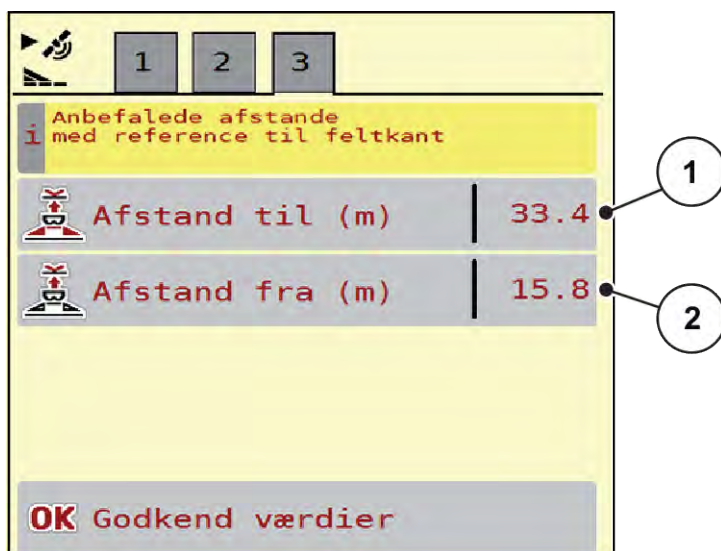 1 2 3
i Anbefalede afstande
med reference til feltkant
Afstand til (m) 33.4
1
Afstand fra (m) 15.8
2
OK Godkend værdier